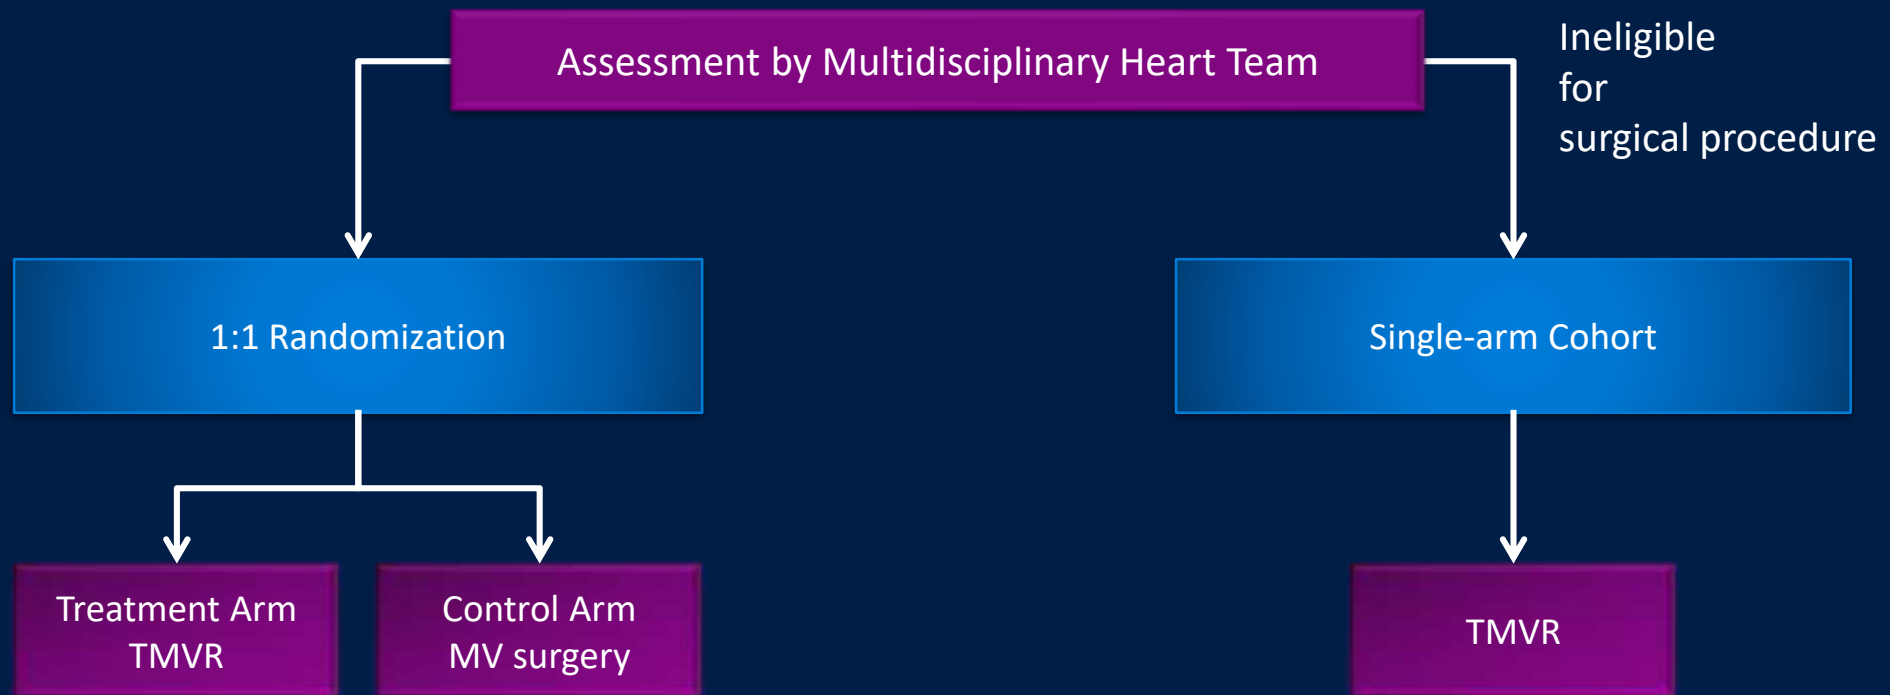 Assessment by Multidisciplinary Heart Team
Ineligible
for
surgical procedure
1:1 Randomization
Single-arm Cohort
Treatment Arm
TMVR
Control Arm
MV surgery
TMVR